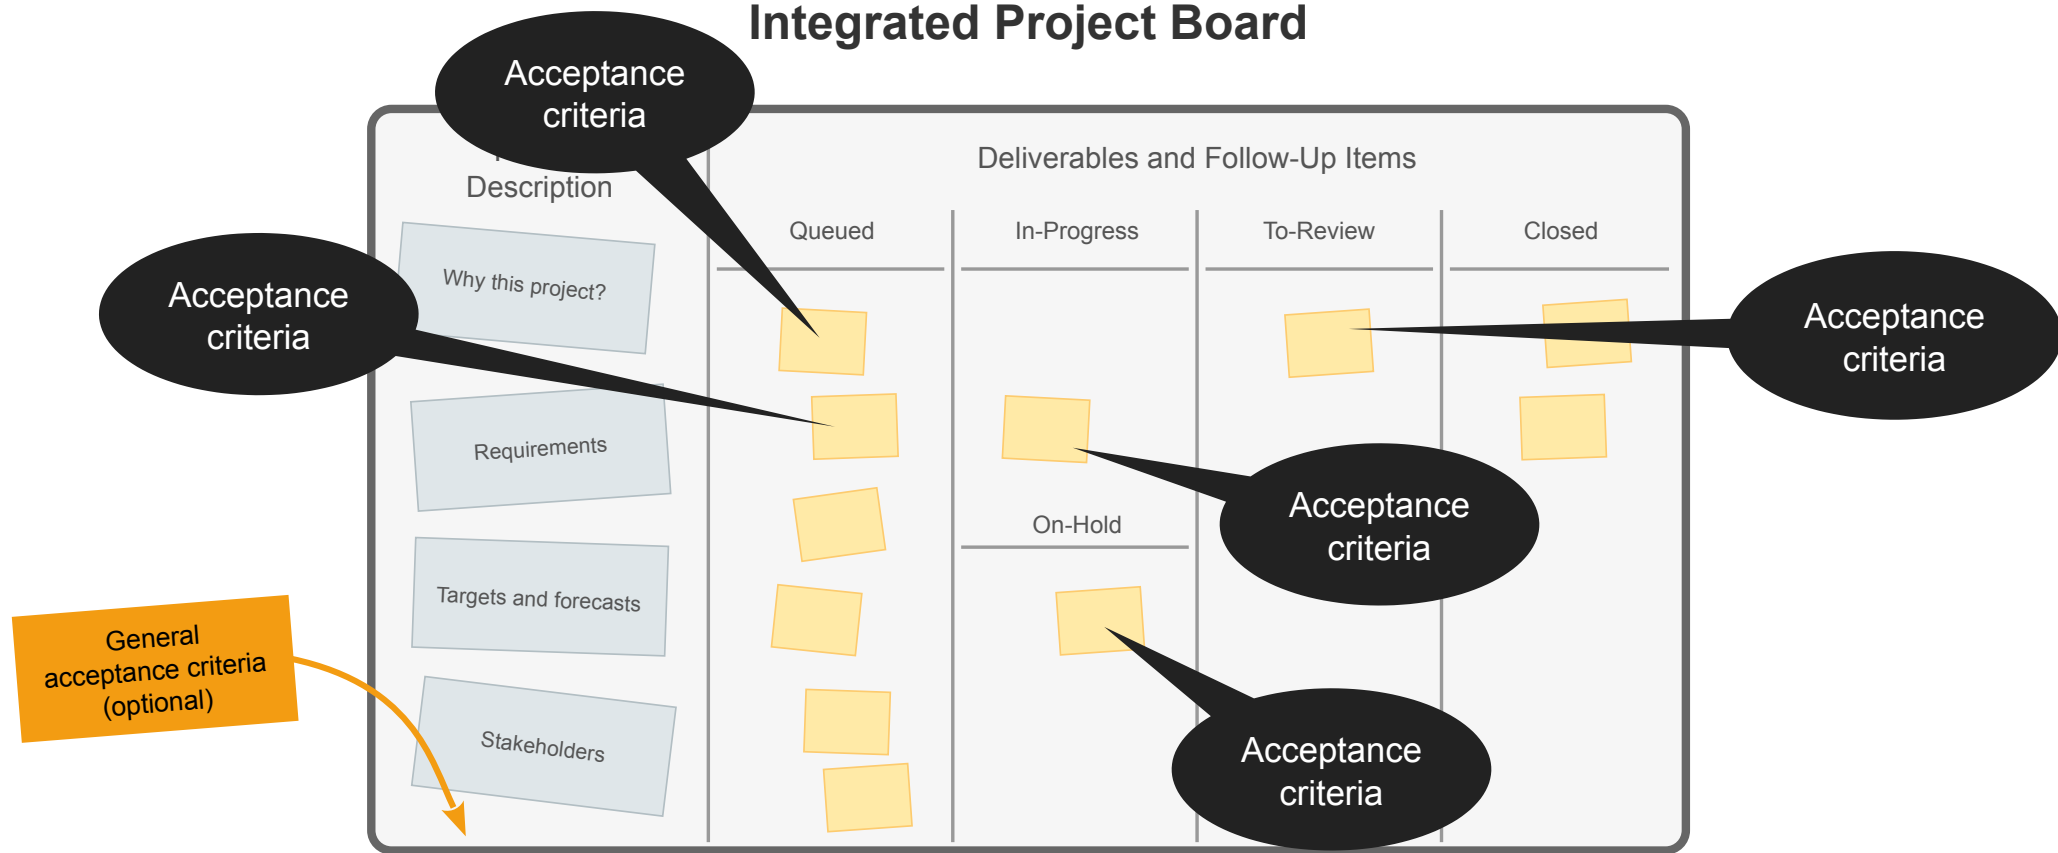 Integrated Project Board
Acceptance
criteria
Description
Deliverables and Follow-Up Items
Queued
In-Progress
To-Review
Closed
Why this project?
Acceptance
criteria
Acceptance
criteria
Requirements
Acceptance
criteria
On-Hold
Targets and forecasts
General
acceptance criteria
(optional)
Stakeholders
Acceptance
criteria